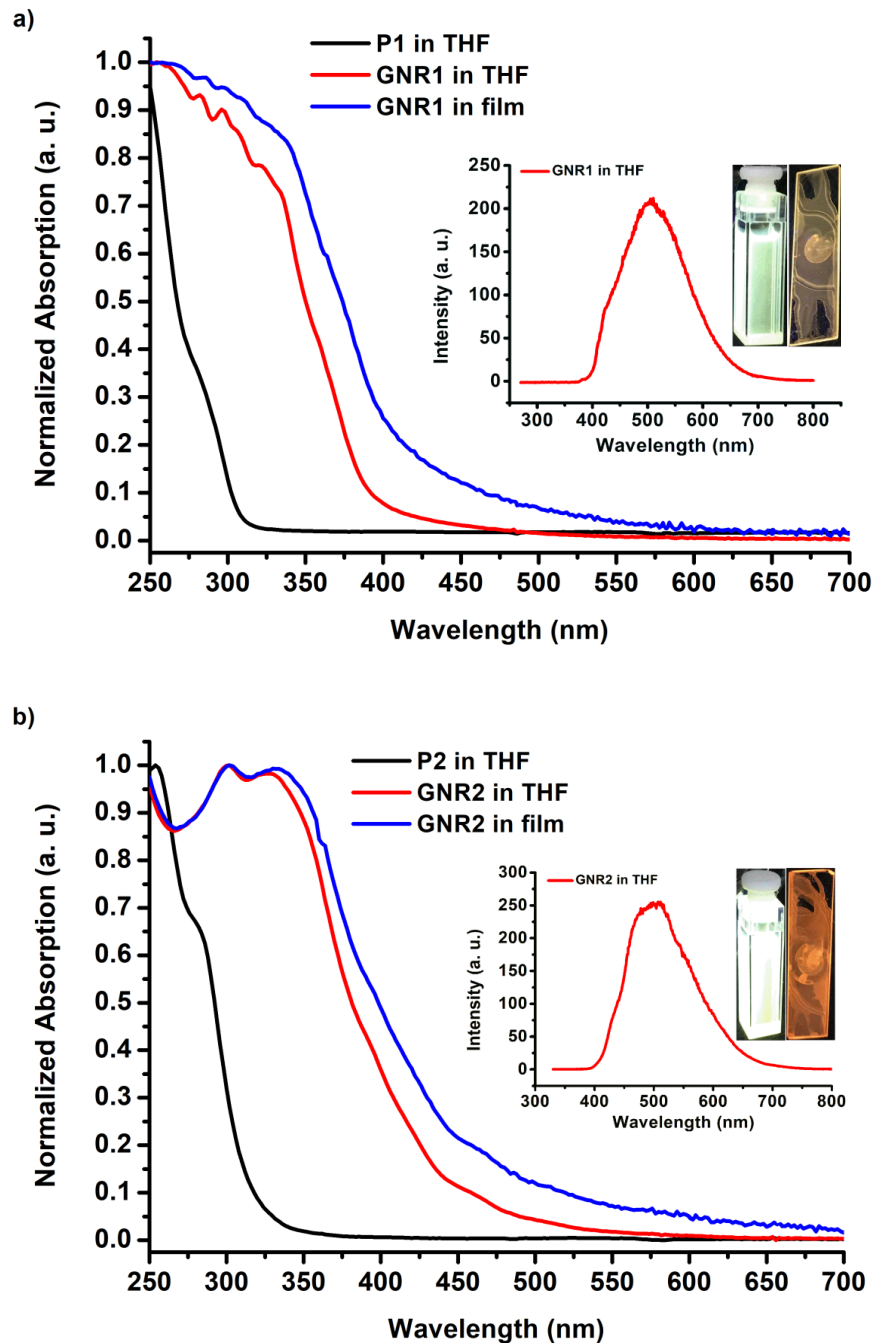 a)
P1 in THF
GNR1 in THF
GNR1 in film
1.0
0.9
0.8
0.7
0.6
0.5
0.4
0.3
0.2
0.1
0.0
Normalized Absorption (a. u.)
250 300 350 400 450 500 550 600 650 700
Wavelength (nm)
GNR1 in THF
250
200
150
100
50
0
Intensity (a. u.)
300 400 500 600 700 800
Wavelength (nm)
b)
P2 in THF
GNR2 in THF
GNR2 in film
1.0
0.9
0.8
0.7
0.6
0.5
0.4
0.3
0.2
0.1
0.0
Normalized Absorption (a. u.)
250 300 350 400 450 500 550 600 650 700
Wavelength (nm)
GNR2 in THF
300
250
200
150
100
50
0
Intensity (a. u.)
300 400 500 600 700 800
Wavelength (nm)